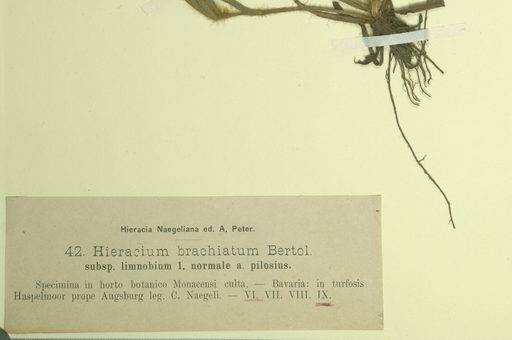 Hieracia Naegeliana ed. A. Peter.
42. Hieracium brachiatum Bertol.
subsp. limnobium 1, normale a. pilosius.
Specimina in horto botanico Monacensi culta. — Bavaria: in turfosis
Haspelmoor prope Augsburg leg. C. Naegeli. — VI. VII. VIII. IX.